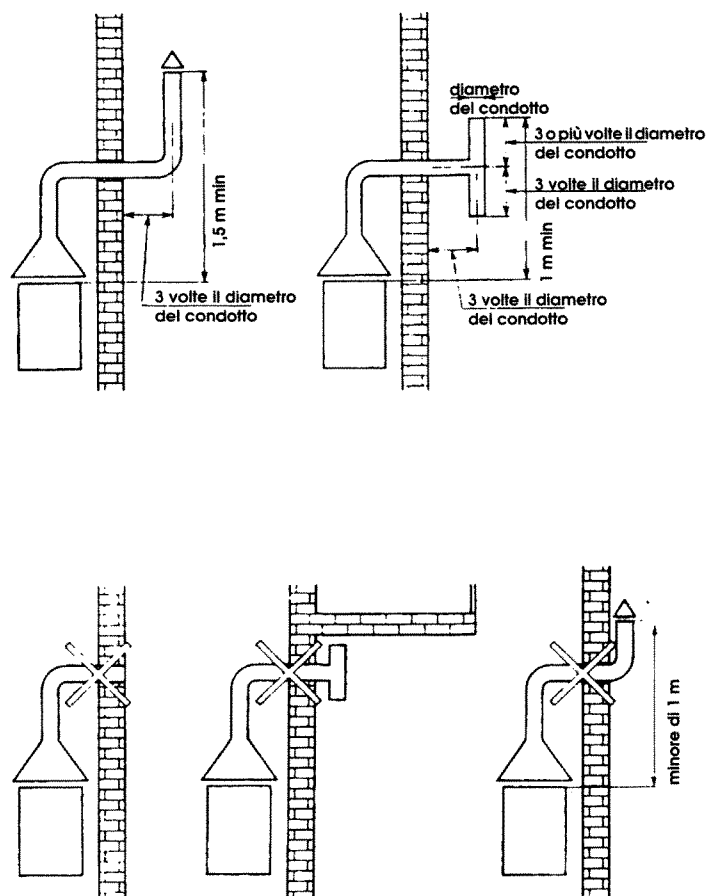 1,5 m min
3 volte il diametro
del condotto
diametro
del condotto
3 o più volte il diametro
del condotto
3 volte il diametro
del condotto
1 m min
3 volte il diametro
del condotto
minore di 1 m